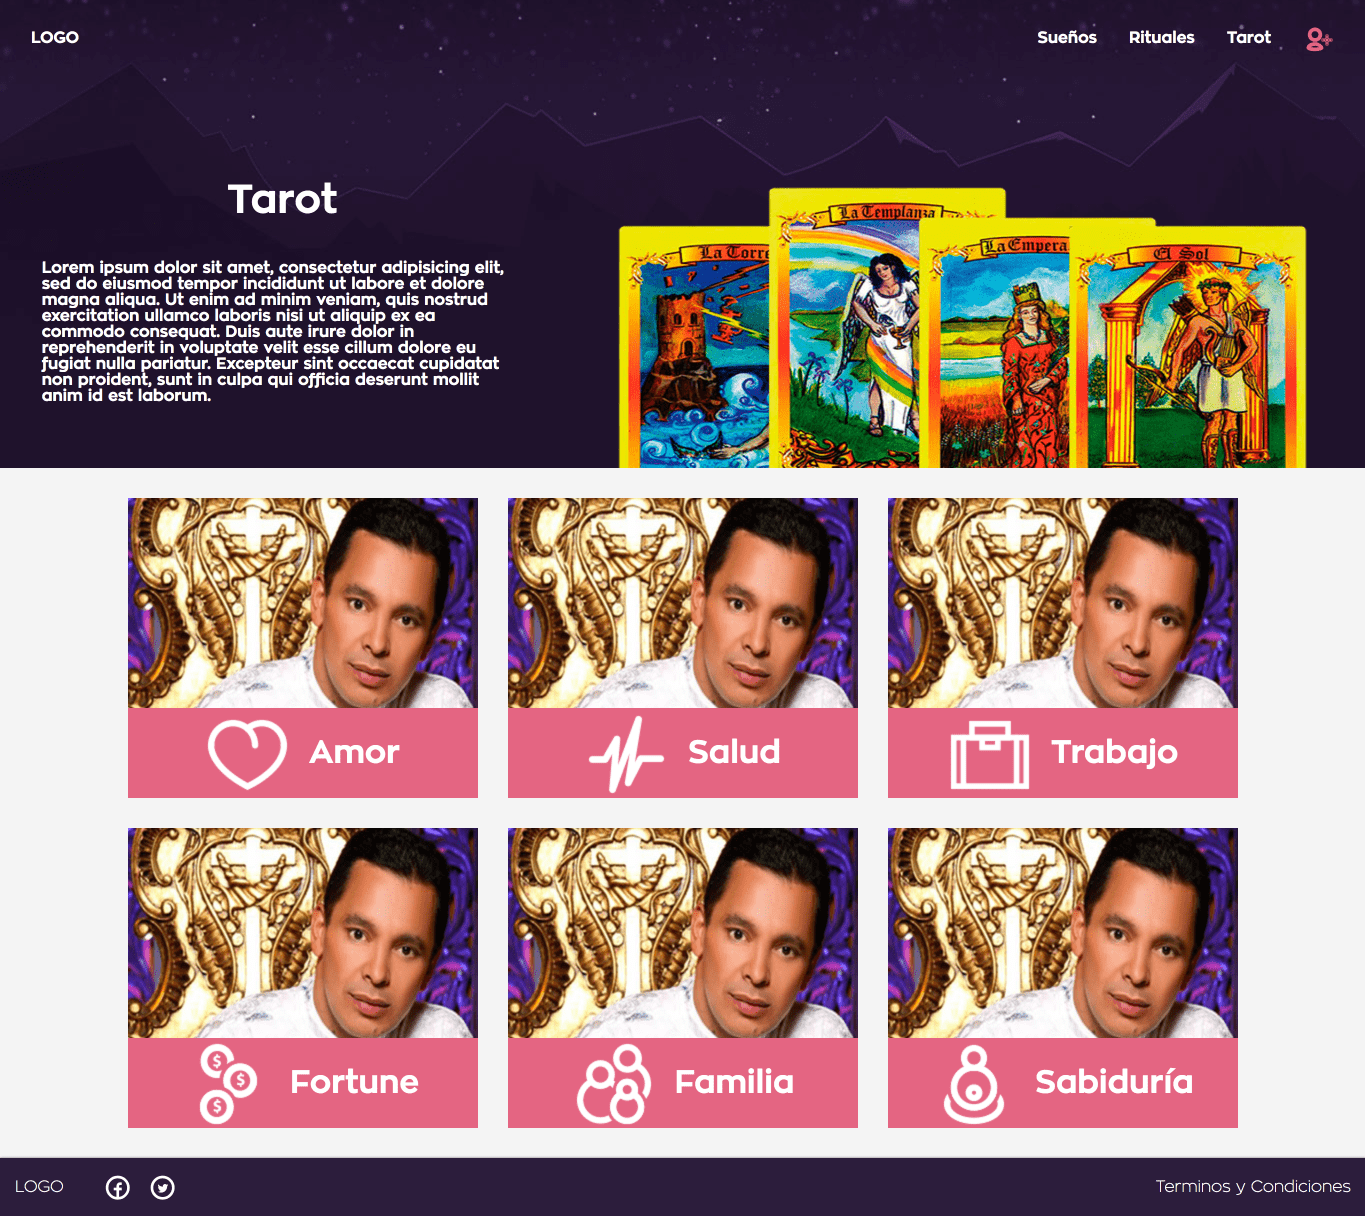 LOGO
Sueños
Rituales
Tarot
Tarot
Lorem ipsum dolor sit amet, consectetur adipisicing elit,
sed do eiusmod tempor incididunt ut labore et dolore
magna aliqua. Ut enim ad minim veniam, quis nostrud
exercitation ullamco laboris nisi ut aliquip ex ea
commodo consequat. Duis aute irure dolor in
reprehenderit in voluptate velit esse cillum dolore eu
fugiat nulla pariatur. Excepteur sint occaecat cupidatat
non proident, sunt in culpa qui officia deserunt mollit
anim id est laborum.
La Torre
La Templanza
La Empera
El Sol
Amor
Salud
Trabajo
$
$
$
Fortune
Familia
Sabiduría
LOGO
Terminos y Condiciones